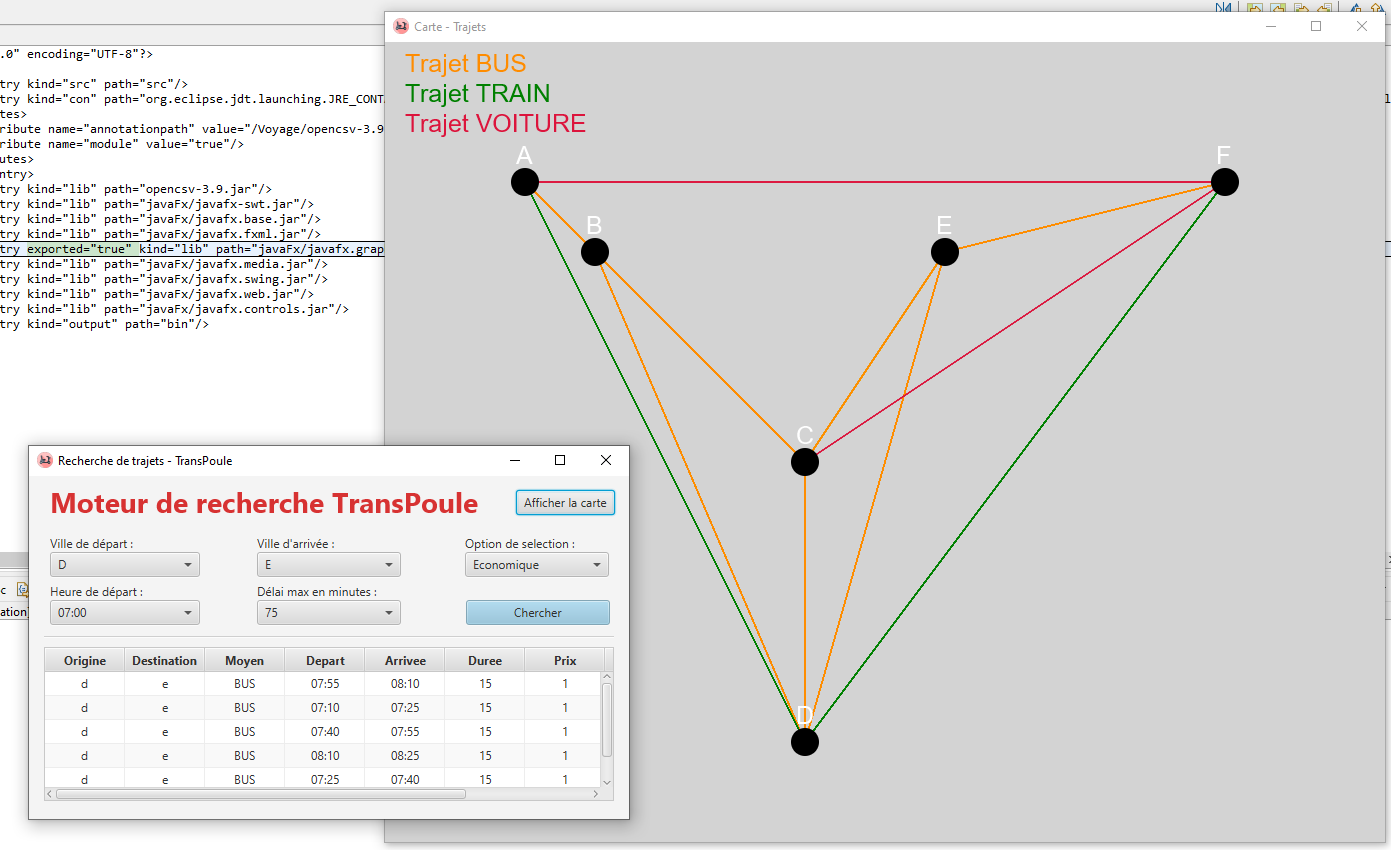 .0" encoding="UTF-8"?>
try kind="src" path="src"/>
try kind="con" path="org.eclipse.jdt.launching.JRE_CONT
tes>
ribute name="annotationpath" value="/Voyage/opencsv-3.9
ribute name="module" value="true"/>
utes>
ntry>
try kind="lib" path="opencsv-3.9.jar"/>
try kind="lib" path="javaFx/javafx-swt.jar"/>
try kind="lib" path="javaFx/javafx.base.jar"/>
try kind="lib" path="javaFx/javafx.fxml.jar"/>
try exported="true" kind="lib" path="javaFx/javafx.grap
try kind="lib" path="javaFx/javafx.media.jar"/>
try kind="lib" path="javaFx/javafx.swing.jar"/>
try kind="lib" path="javaFx/javafx.web.jar"/>
try kind="lib" path="javaFx/javafx.controls.jar"/>
try kind="output" path="bin"/>
c
ation]
Carte - Trajets
Trajet BUS
Trajet TRAIN
Trajet VOITURE
A
F
B
E
C
D
Recherche de trajets - TransPoule
Moteur de recherche TransPoule
Afficher la carte
Ville de départ :
Ville d'arrivée :
Option de selection :
D
E
Economique
Heure de départ :
Délai max en minutes :
07:00
75
Chercher
Origine Destination Moyen Depart Arrivee Duree Prix
d e BUS 07:55 08:10 15 1
d e BUS 07:10 07:25 15 1
d e BUS 07:40 07:55 15 1
d e BUS 08:10 08:25 15 1
d e BUS 07:25 07:40 15 1